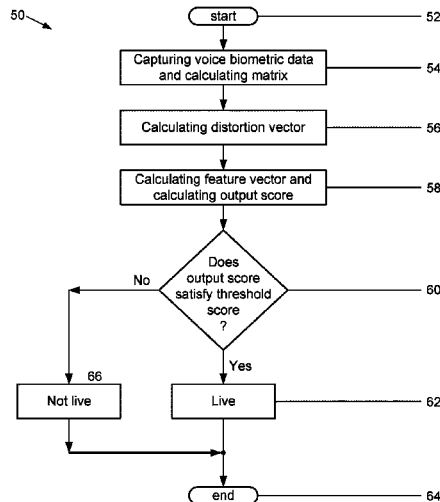 50
start
52
Capturing voice biometric data
and calculating matrix
54
Calculating distortion vector
56
Calculating feature vector and
calculating output score
58
Does
output score
satisfy threshold
score
?
60
No
Yes
66
Not live
Live
62
end
64